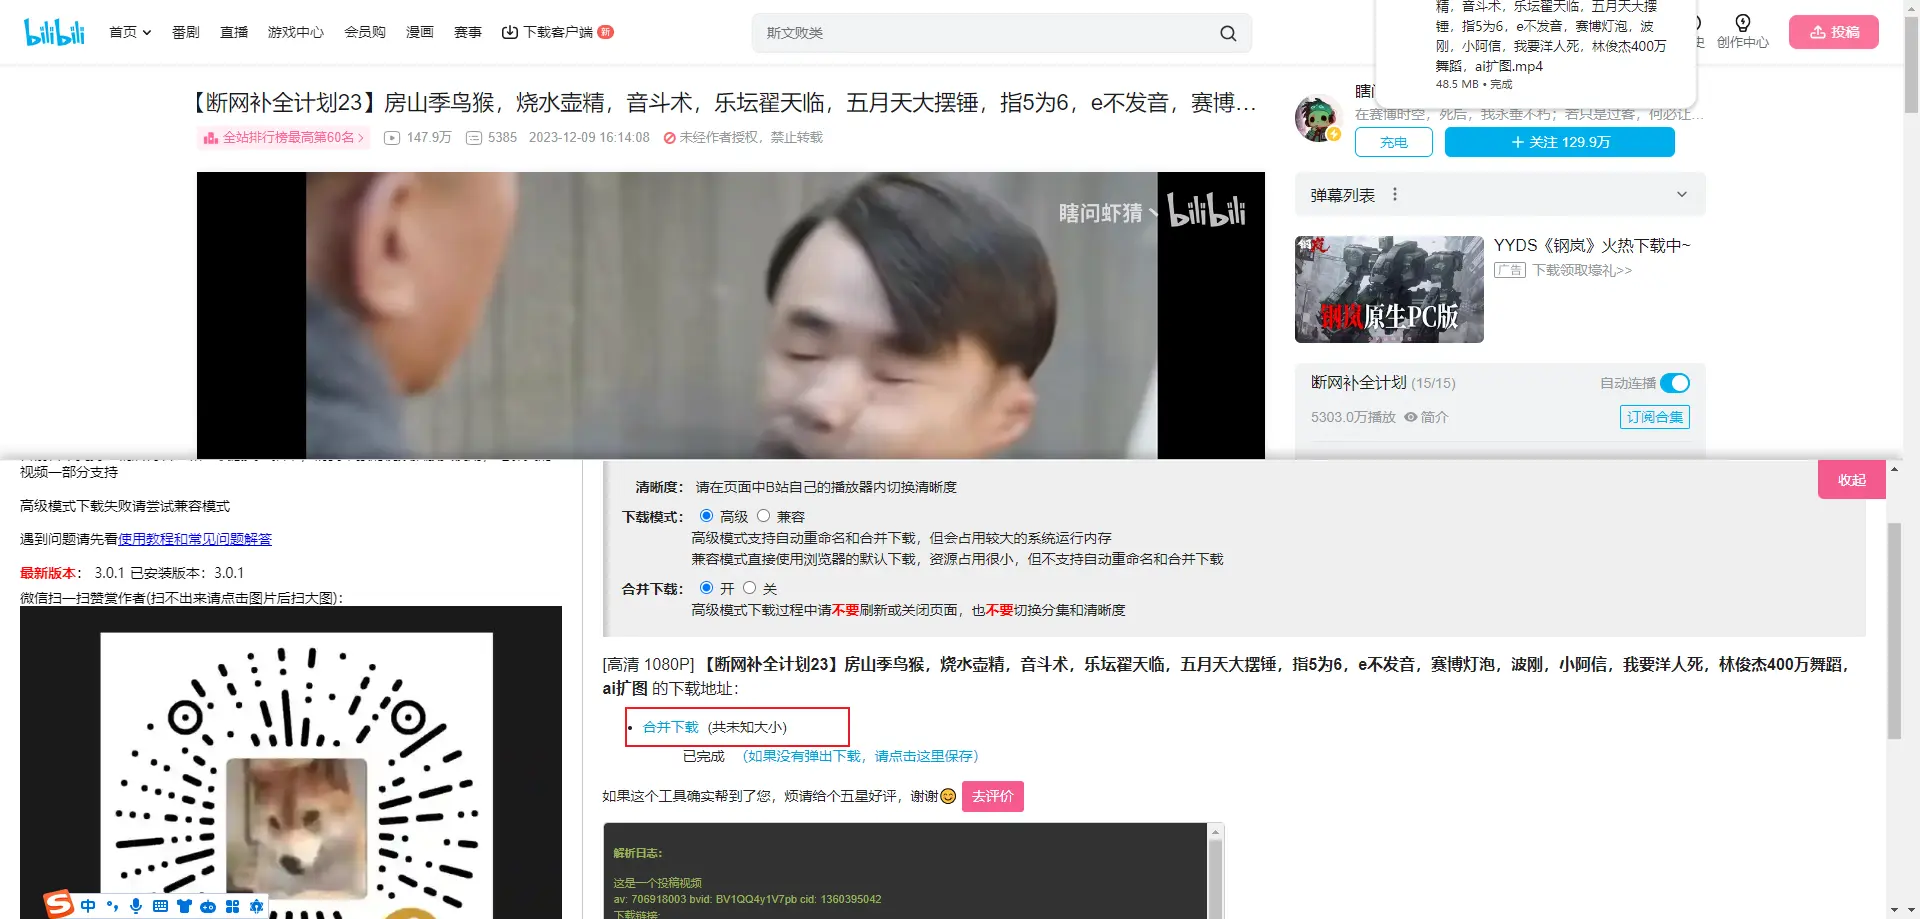 bilibili
首页
番剧
直播
游戏中心
会员购
漫画
赛事
下载客户端
新
斯文败类
精，音斗术，乐坛翟天临，五月天大摆
锤，指5为6，e不发音，赛博灯泡，波
刚，小阿信，我要洋人死，林俊杰400万
舞蹈，ai扩图.mp4
48.5 MB • 完成
史
创作中心
投稿
【断网补全计划23】房山季鸟猴，烧水壶精，音斗术，乐坛翟天临，五月天大摆锤，指5为6，e不发音，赛博…
全站排行榜最高第60名
147.9万
5385
2023-12-09 16:14:08
未经作者授权，禁止转载
瞎问虾猜丶
bilibili
瞎
在赛博时空，死后，我永垂不朽；若只是过客，何必让…
充电
+ 关注 129.9万
弹幕列表
钢岚
钢岚原生PC版
YYDS《钢岚》火热下载中~
广告
下载领取壕礼>>
断网补全计划 (15/15)
自动连播
5303.0万播放
简介
订阅合集
视频一部分支持
高级模式下载失败请尝试兼容模式
遇到问题请先看使用教程和常见问题解答
最新版本： 3.0.1 已安装版本：3.0.1
微信扫一扫赞赏作者(扫不出来请点击图片后扫大图)：
中
收起
清晰度： 请在页面中B站自己的播放器内切换清晰度
下载模式： 高级 兼容
高级模式支持自动重命名和合并下载，但会占用较大的系统运行内存
兼容模式直接使用浏览器的默认下载，资源占用很小，但不支持自动重命名和合并下载
合并下载： 开 关
高级模式下载过程中请不要刷新或关闭页面，也不要切换分集和清晰度
[高清 1080P] 【断网补全计划23】房山季鸟猴，烧水壶精，音斗术，乐坛翟天临，五月天大摆锤，指5为6，e不发音，赛博灯泡，波刚，小阿信，我要洋人死，林俊杰400万舞蹈，
ai扩图 的下载地址：
• 合并下载 (共未知大小)
已完成 （如果没有弹出下载，请点击这里保存）
如果这个工具确实帮到了您，烦请给个五星好评，谢谢😊
去评价
解析日志：
这是一个投稿视频
av: 706918003 bvid: BV1QQ4y1V7pb cid: 1360395042
下载链接: